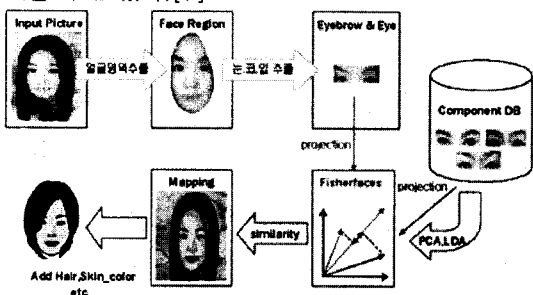 Input Picture
얼굴영역추출
Face Region
눈,코,입 추출
Eyebrow & Eye
Component DB
projection
projection
PCA,LDA
Fisherfaces
similarity
Mapping
Add Hair,Skin_color
etc